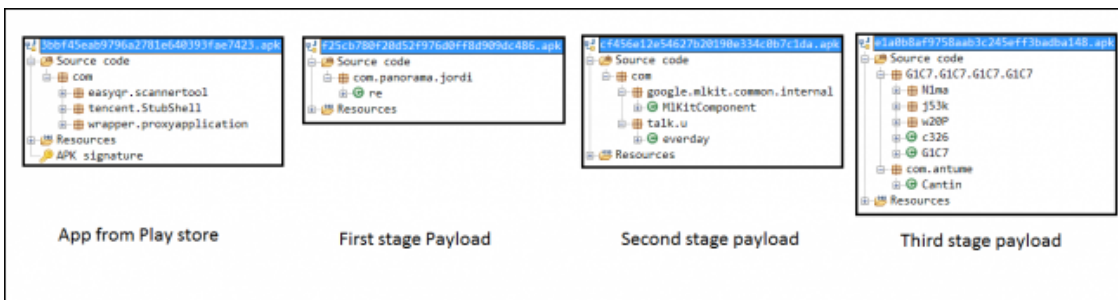 3bbf45eab9796a2781e640393fae7423.apk
Source code
com
easyqr.scannertool
tencent.StubShell
wrapper.proxyapplication
Resources
APK signature
App from Play store
f25cb780f20d52f976d0ff8d909dc486.apk
Source code
com.panorama.jordi
re
Resources
First stage Payload
cf456e12e54627b20190e334c0b7c1da.apk
Source code
com
google.mlkit.common.internal
MlKitComponent
talk.u
everday
Resources
Second stage payload
e1a0b8af9758aab3c245eff3badba148.apk
Source code
G1C7.G1C7.G1C7.G1C7
N1ma
j53k
w20P
c326
G1C7
com.antume
Cantin
Resources
Third stage payload